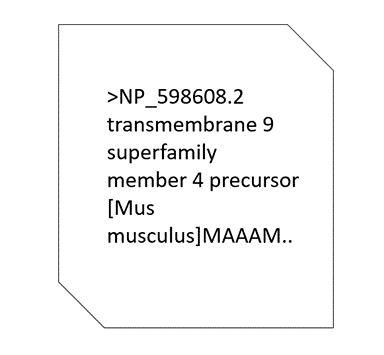 >NP_598608.2
transmembrane 9
superfamily
member 4 precursor
[Mus
musculus]MAAAM..